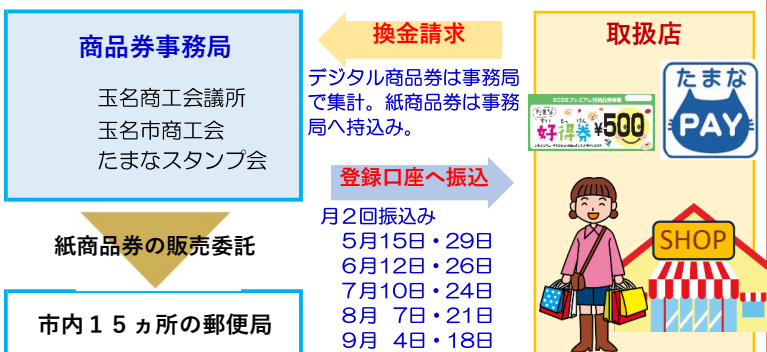 商品券事務局
玉名商工会議所
玉名市商工会
たまなスタンプ会
紙商品券の販売委託
市内１５ヵ所の郵便局
換金請求
デジタル商品券は事務局
で集計。紙商品券は事務
局へ持込み。
登録口座へ振込
月２回振込み
5月15日・29日
6月12日・26日
7月10日・24日
8月 7日・21日
9月 4日・18日
取扱店
たまな
好得券
¥500
たまな
PAY
SHOP